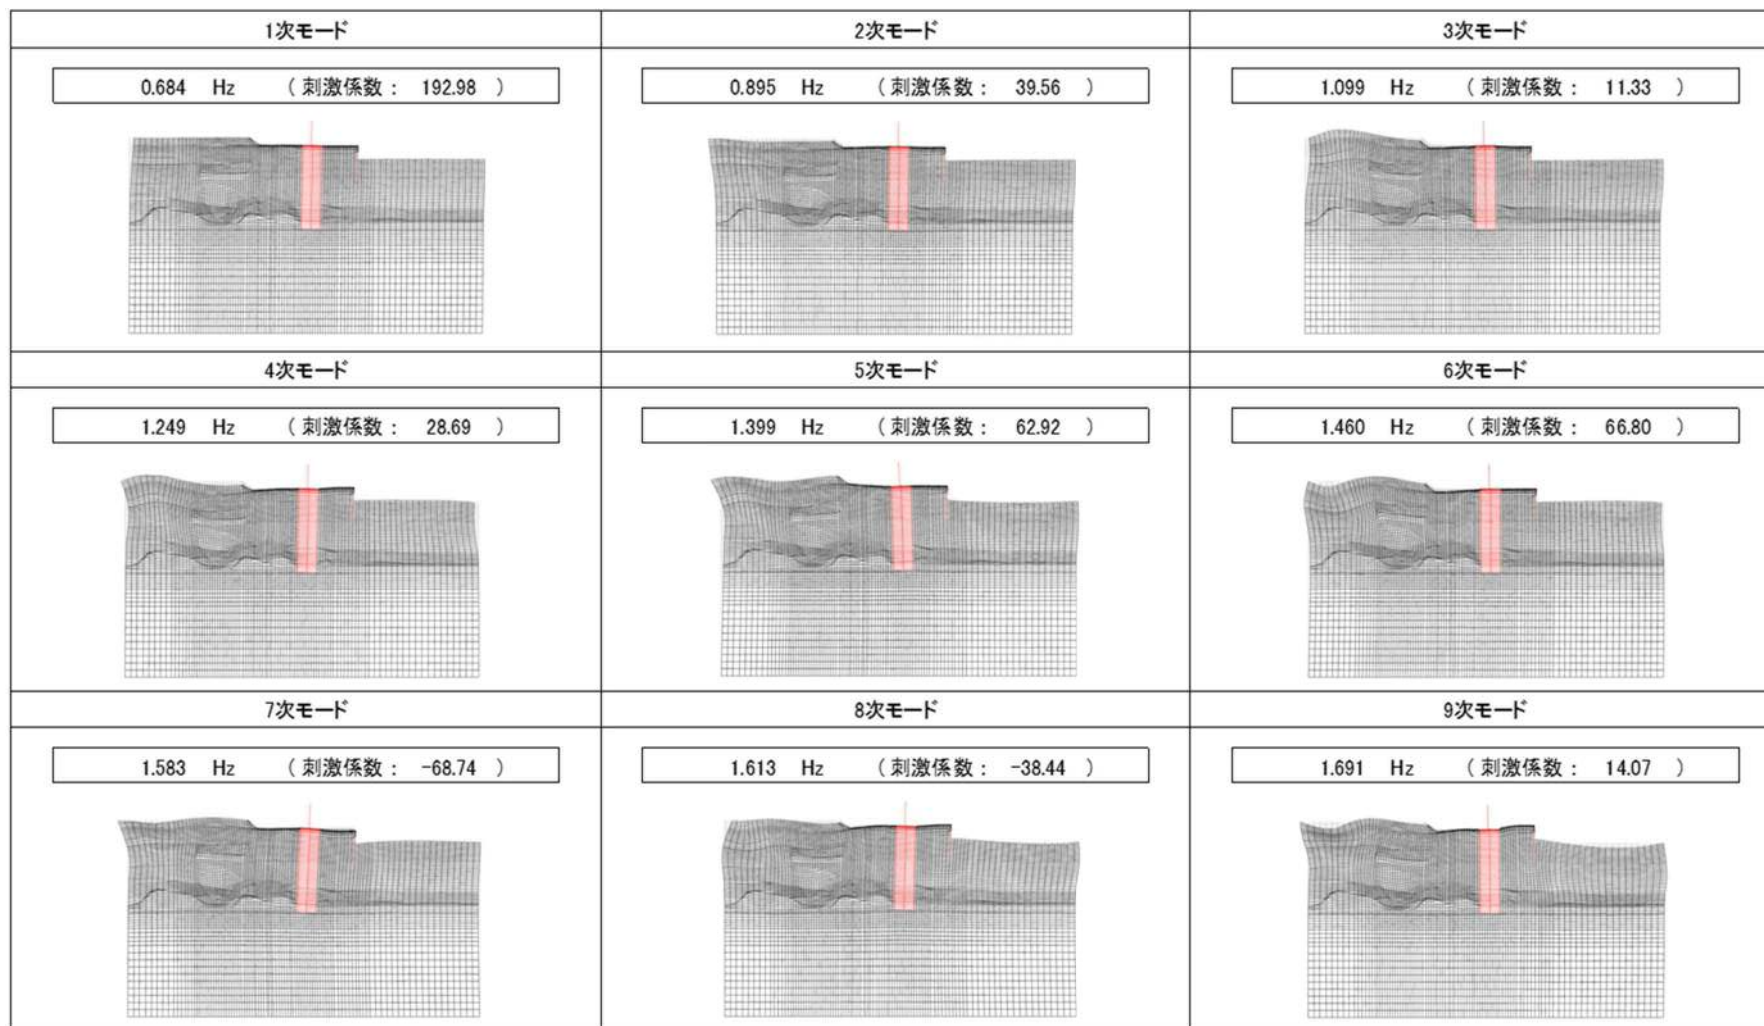 1次モード 2次モード 3次モード
0.684 Hz （刺激係数： 192.98 ） 0.895 Hz （刺激係数： 39.56 ） 1.099 Hz （刺激係数： 11.33 ）
4次モード 5次モード 6次モード
1.249 Hz （刺激係数： 28.69 ） 1.399 Hz （刺激係数： 62.92 ） 1.460 Hz （刺激係数： 66.80 ）
7次モード 8次モード 9次モード
1.583 Hz （刺激係数： -68.74 ） 1.613 Hz （刺激係数： -38.44 ） 1.691 Hz （刺激係数： 14.07 ）